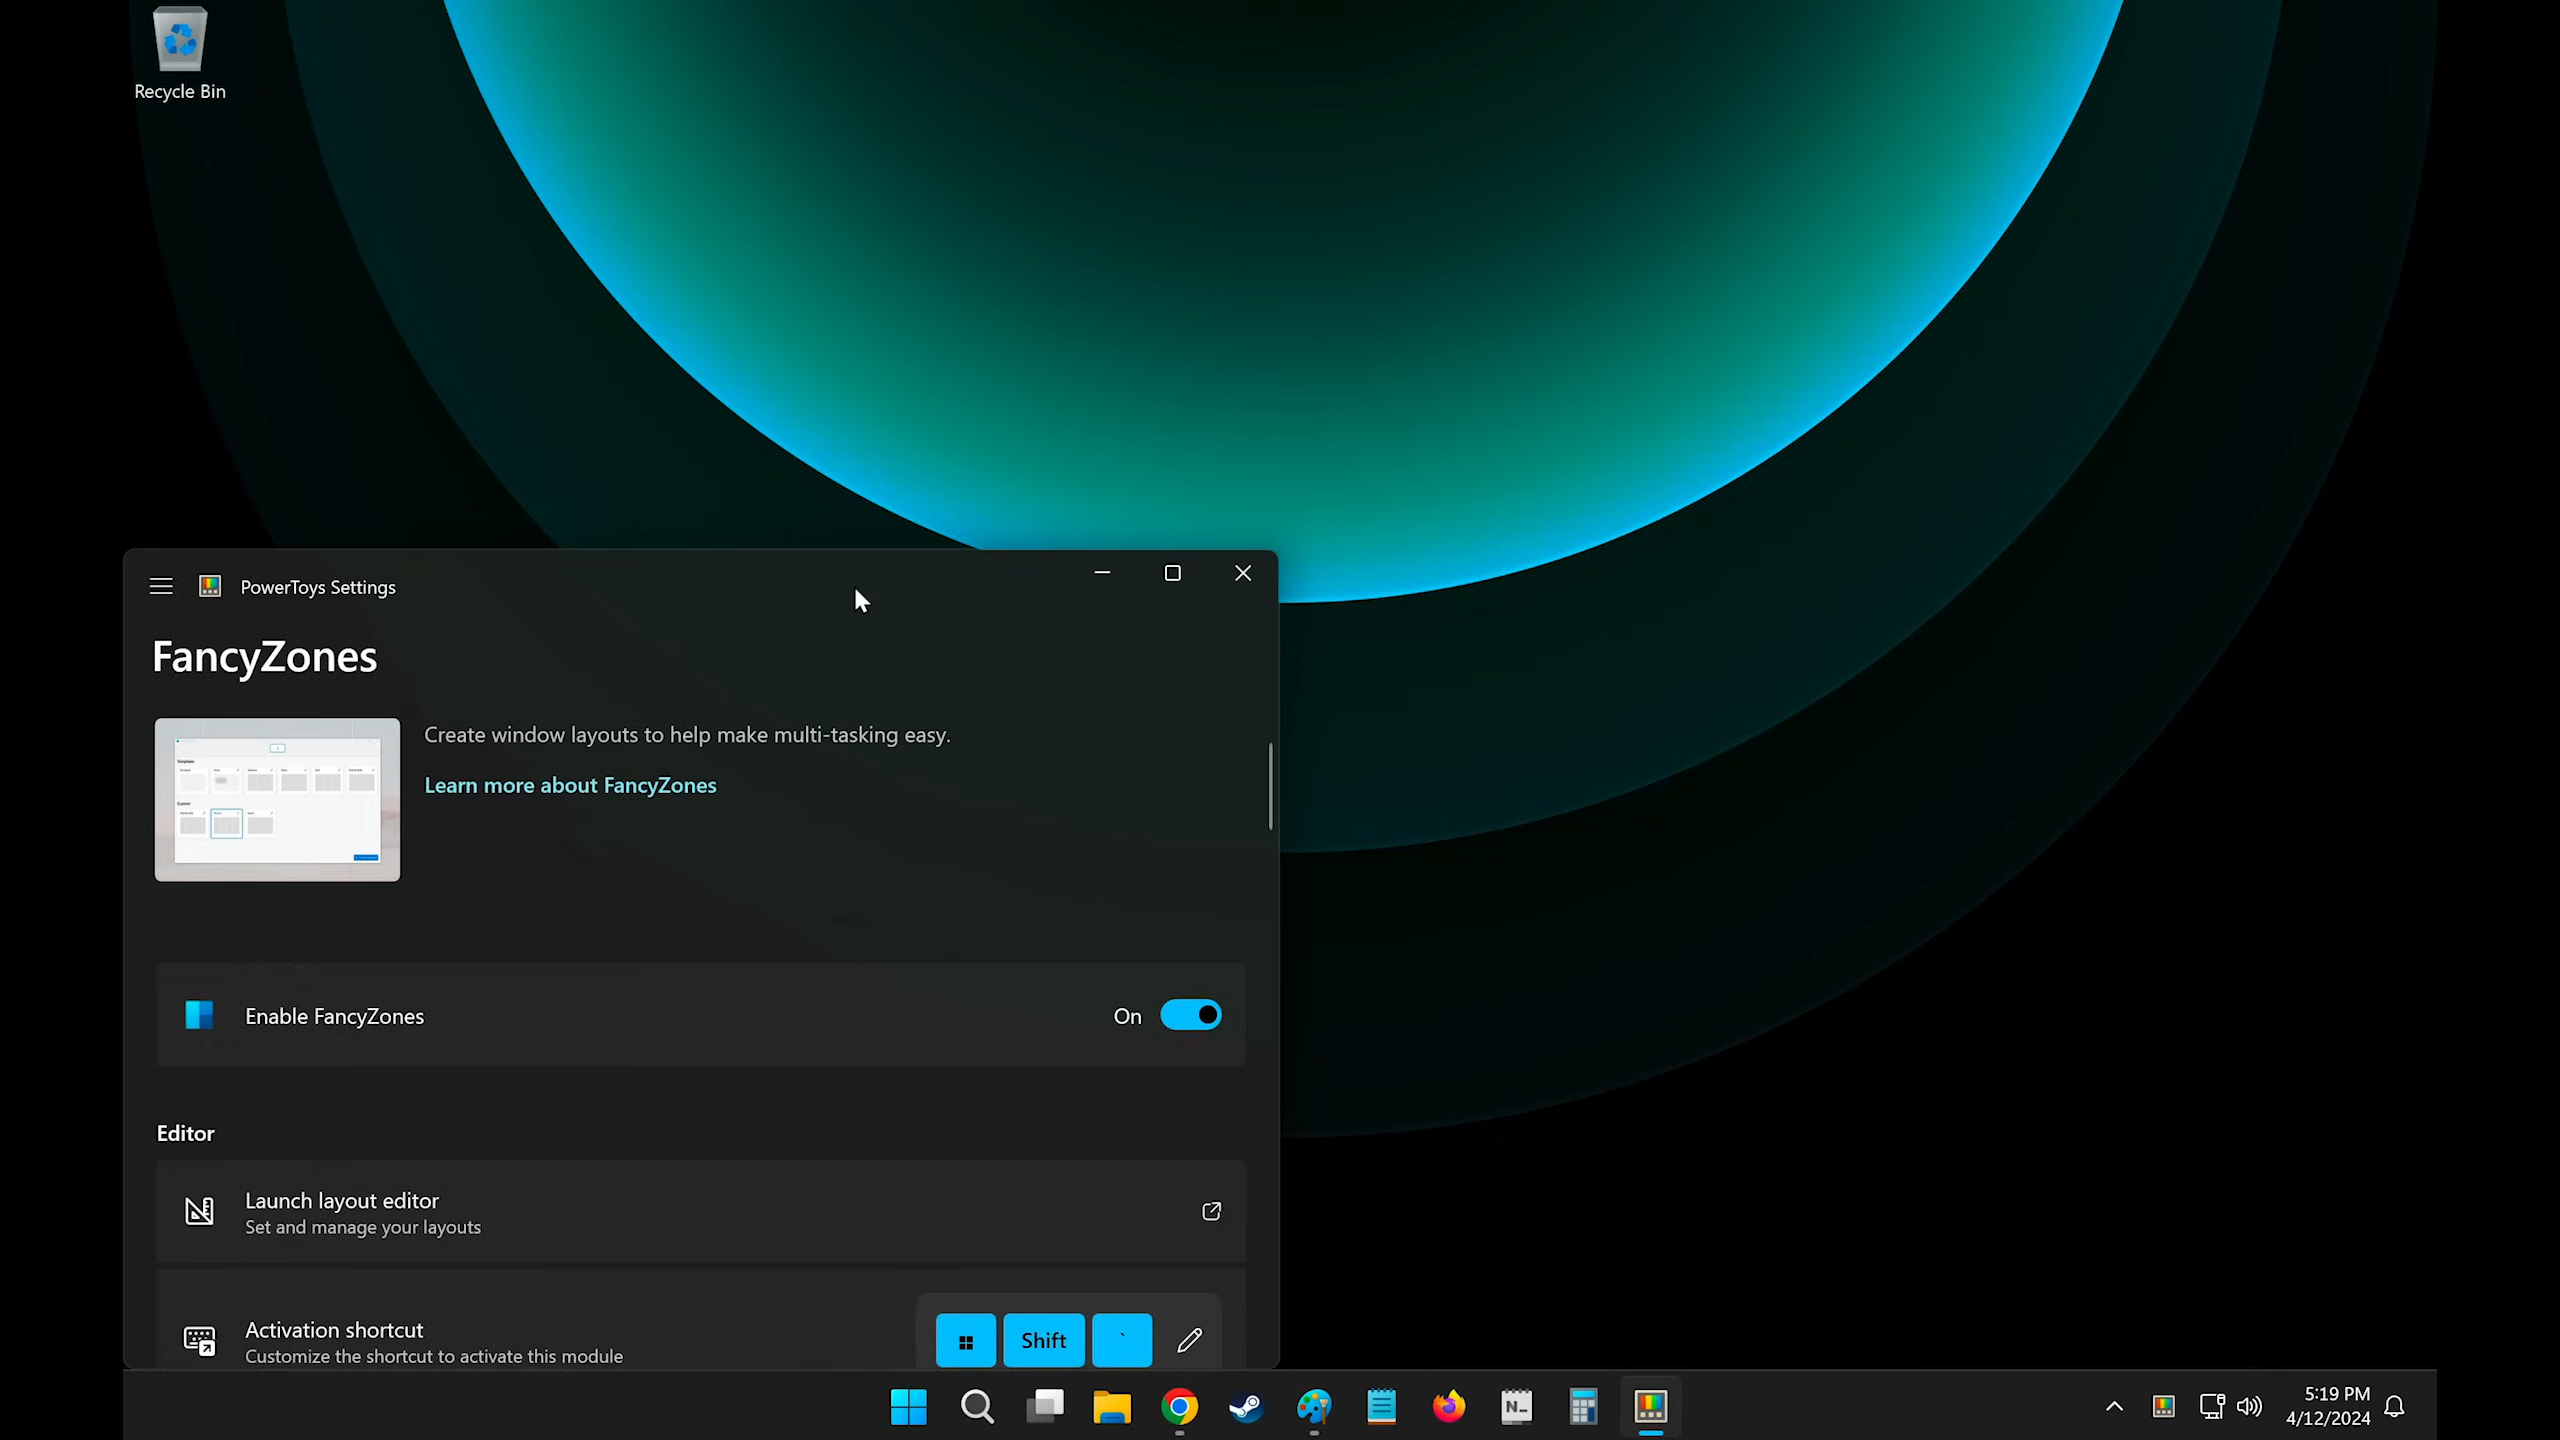 Recycle Bin
PowerToys Settings
FancyZones
Create window layouts to help make multi-tasking easy.
Learn more about FancyZones
Enable FancyZones
On
Editor
Launch layout editor
Set and manage your layouts
Activation shortcut
Customize the shortcut to activate this module
Shift
`
N_
5:19 PM
4/12/2024